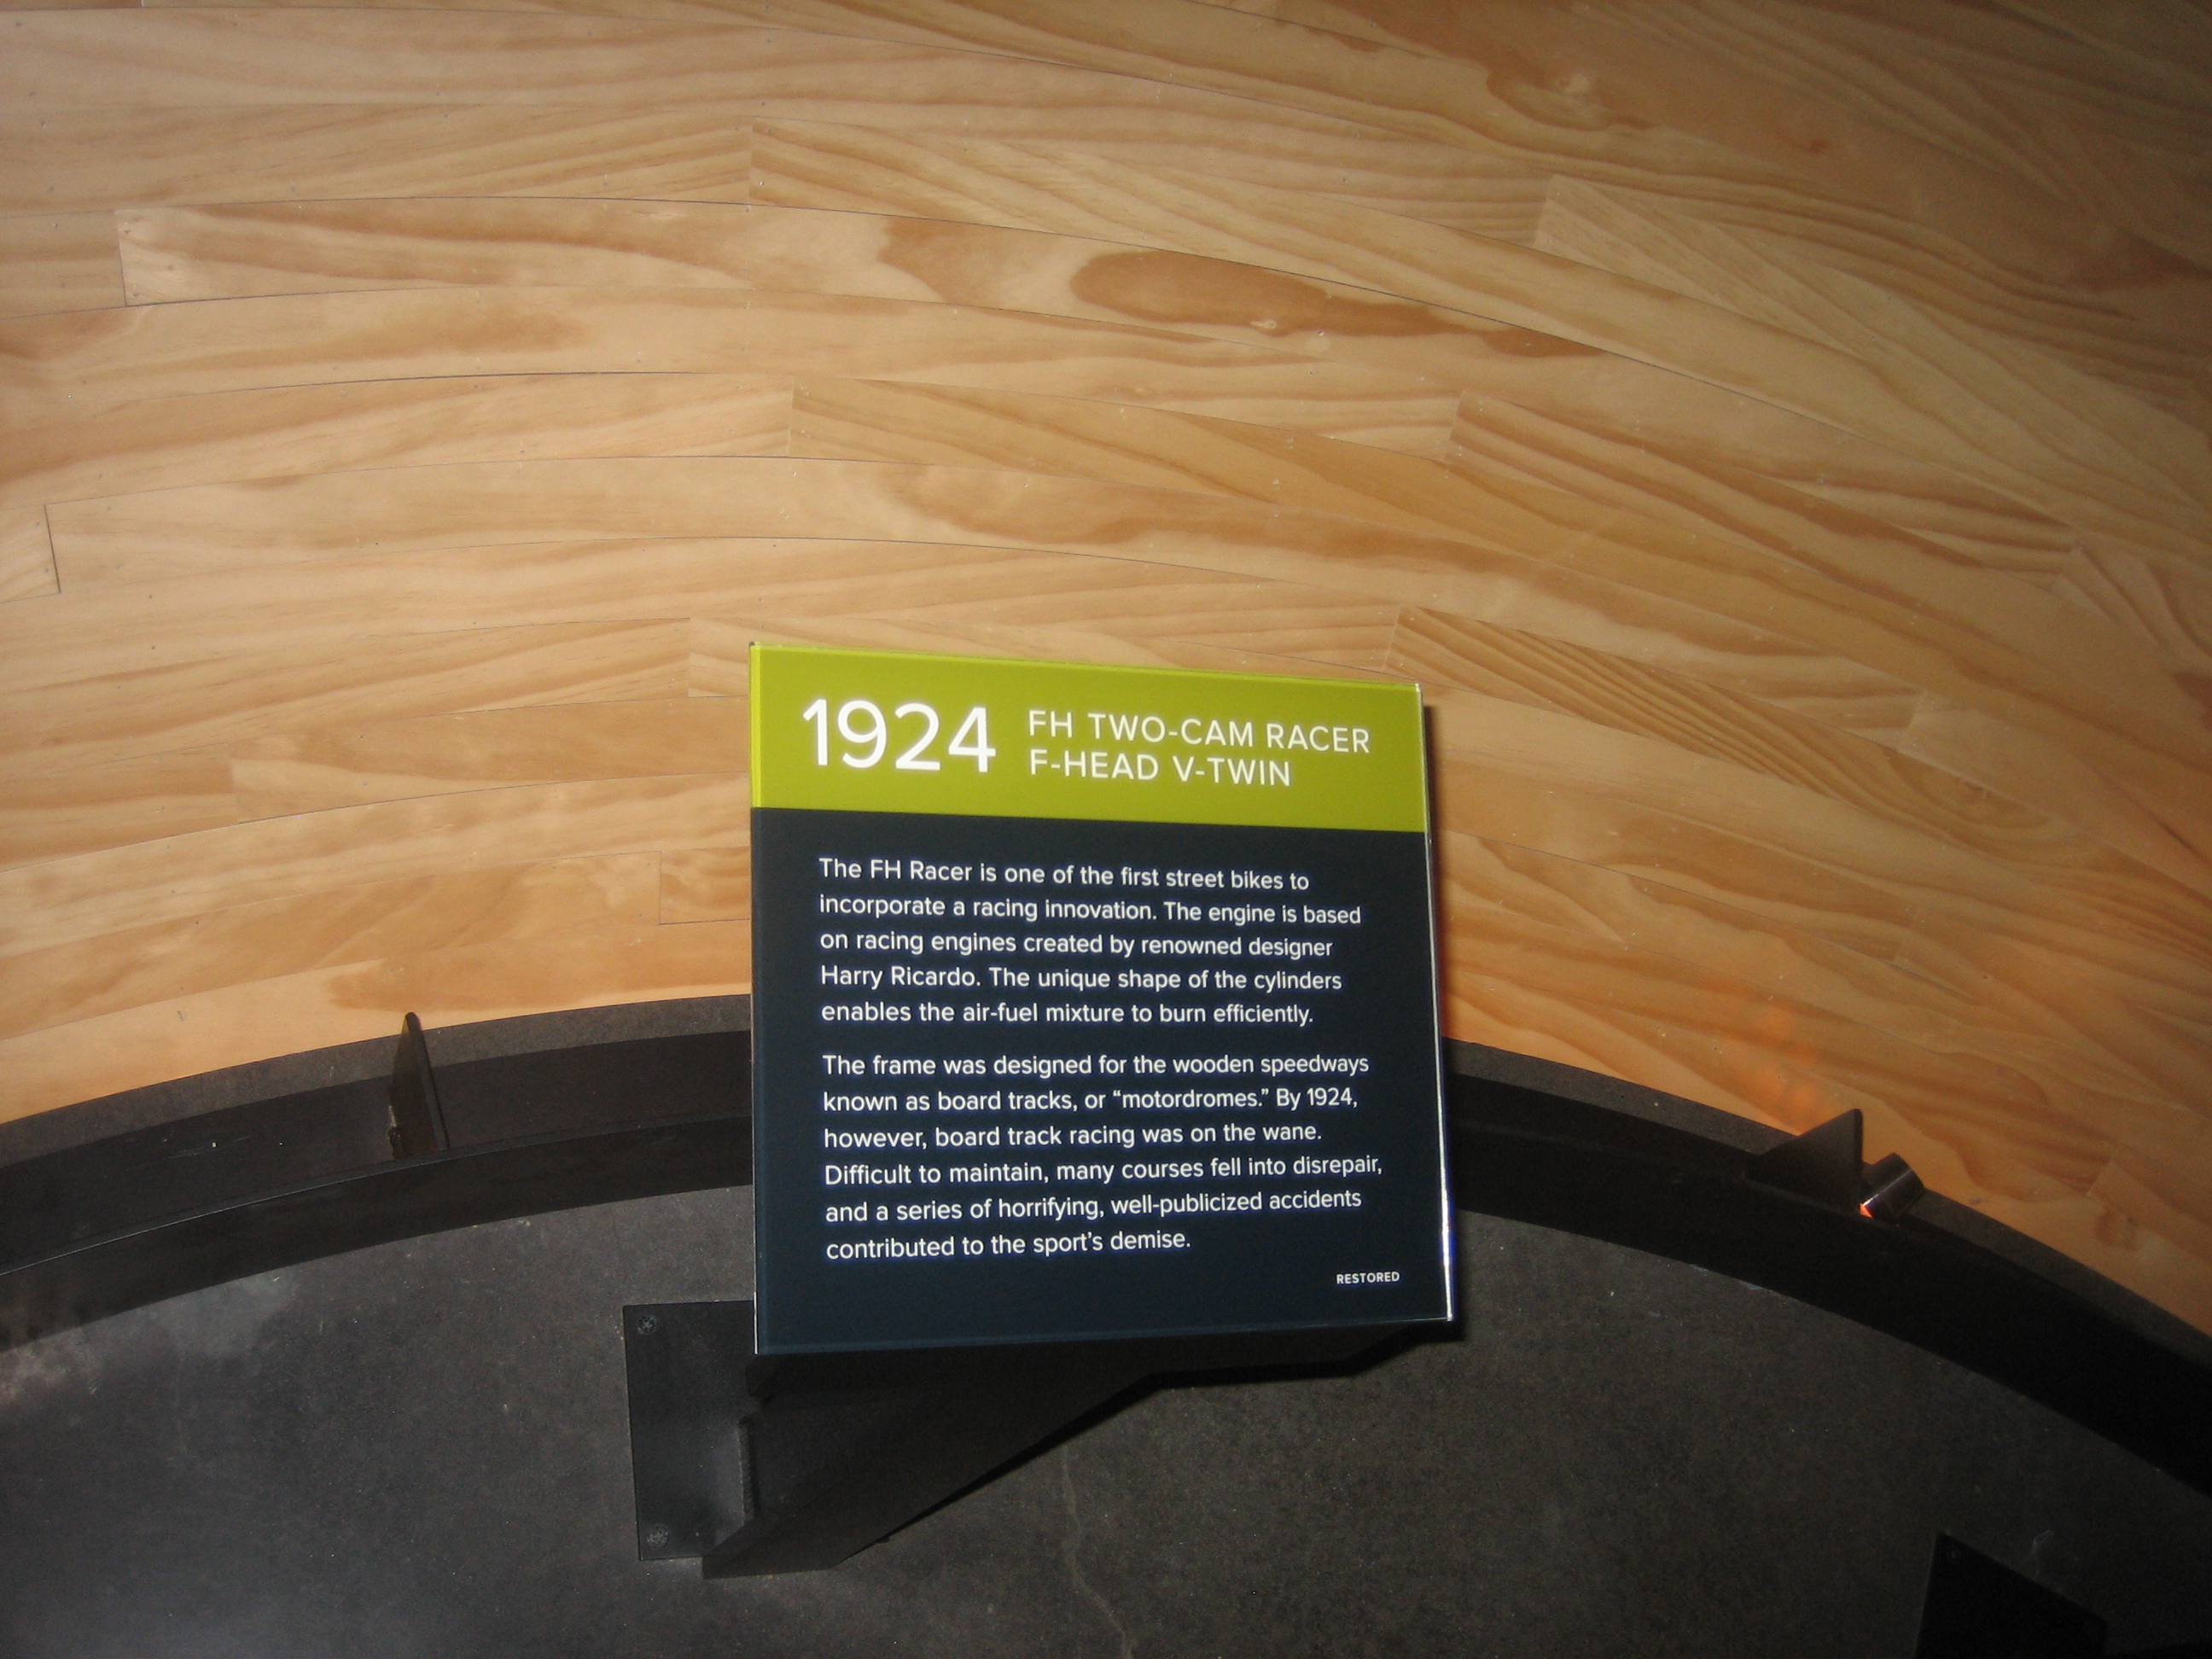 1924 FH TWO-CAM RACER
F-HEAD V-TWIN
The FH Racer is one of the first street bikes to
incorporate a racing innovation. The engine is based
on racing engines created by renowned designer
Harry Ricardo. The unique shape of the cylinders
enables the air-fuel mixture to burn efficiently.
The frame was designed for the wooden speedways
known as board tracks, or “motordromes.” By 1924,
however, board track racing was on the wane.
Difficult to maintain, many courses fell into disrepair,
and a series of horrifying, well-publicized accidents
contributed to the sport’s demise.
RESTORED